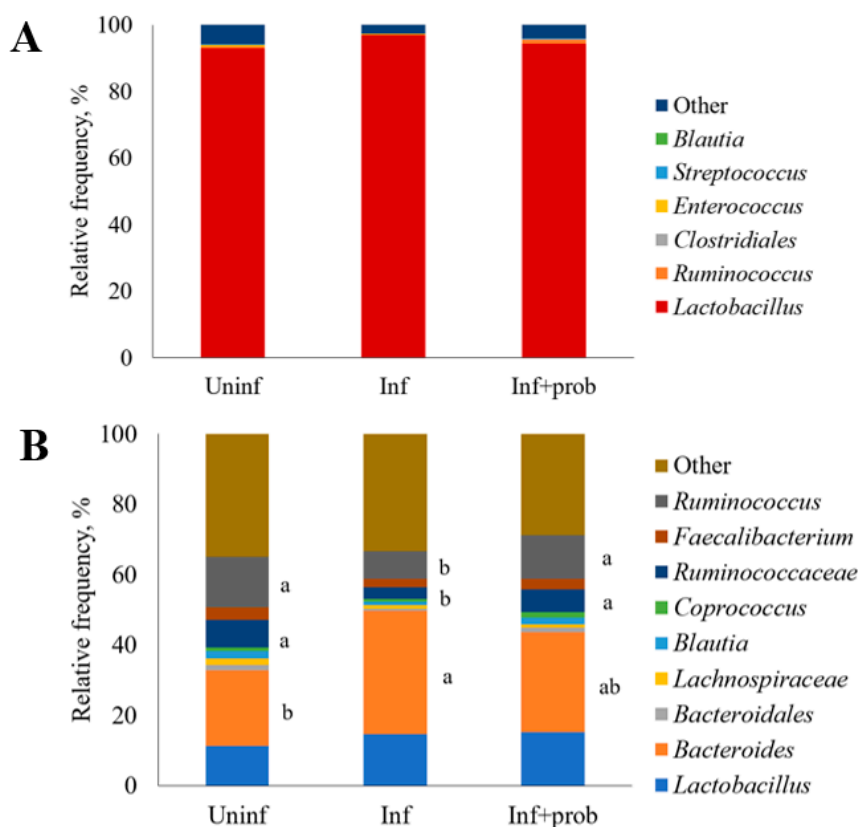 A
Relative frequency, %
100
80
60
40
20
0
Uninf
Inf
Inf+prob
Other
Blautia
Streptococcus
Enterococcus
Clostridiales
Ruminococcus
Lactobacillus
B
Relative frequency, %
100
80
60
40
20
0
a
a
b
b
b
a
a
a
ab
Uninf
Inf
Inf+prob
Other
Ruminococcus
Faecalibacterium
Ruminococcaceae
Coprococcus
Blautia
Lachnospiraceae
Bacteroidales
Bacteroides
Lactobacillus